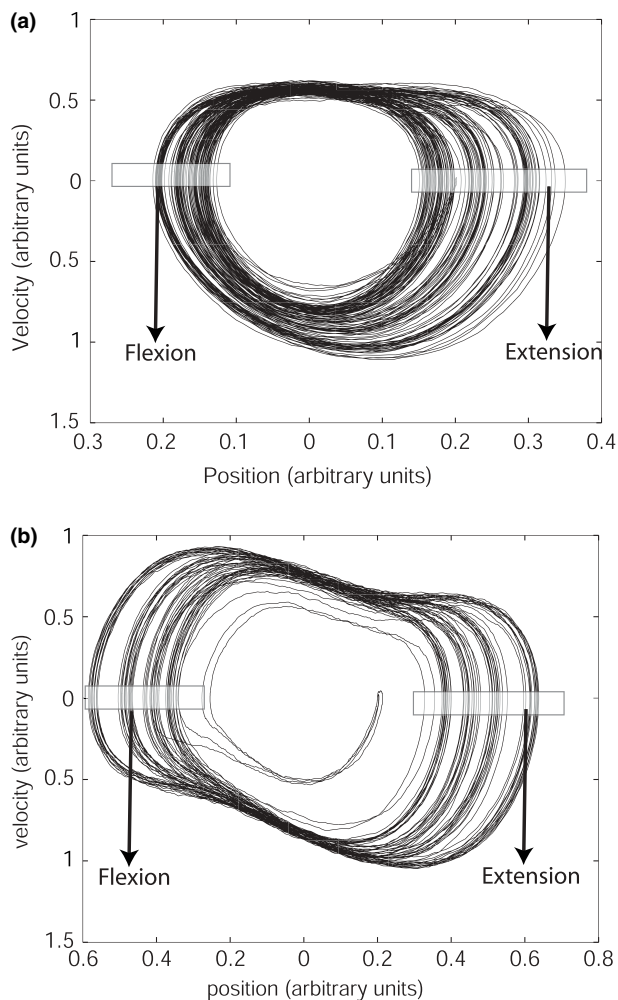 (a)
1
0.5
0
0.5
1
1.5
Velocity (arbitrary units)
Flexion
Extension
0.3 0.2 0.1 0 0.1 0.2 0.3 0.4
Position (arbitrary units)
(b)
1
0.5
0
0.5
1
1.5
velocity (arbitrary units)
Flexion
Extension
0.6 0.4 0.2 0 0.2 0.4 0.6 0.8
position (arbitrary units)